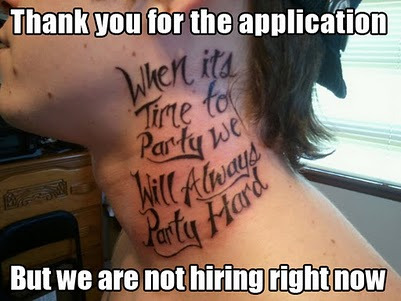 Thank you for the application
When its
Time to
Party we
Will Always
Party Hard
But we are not hiring right now